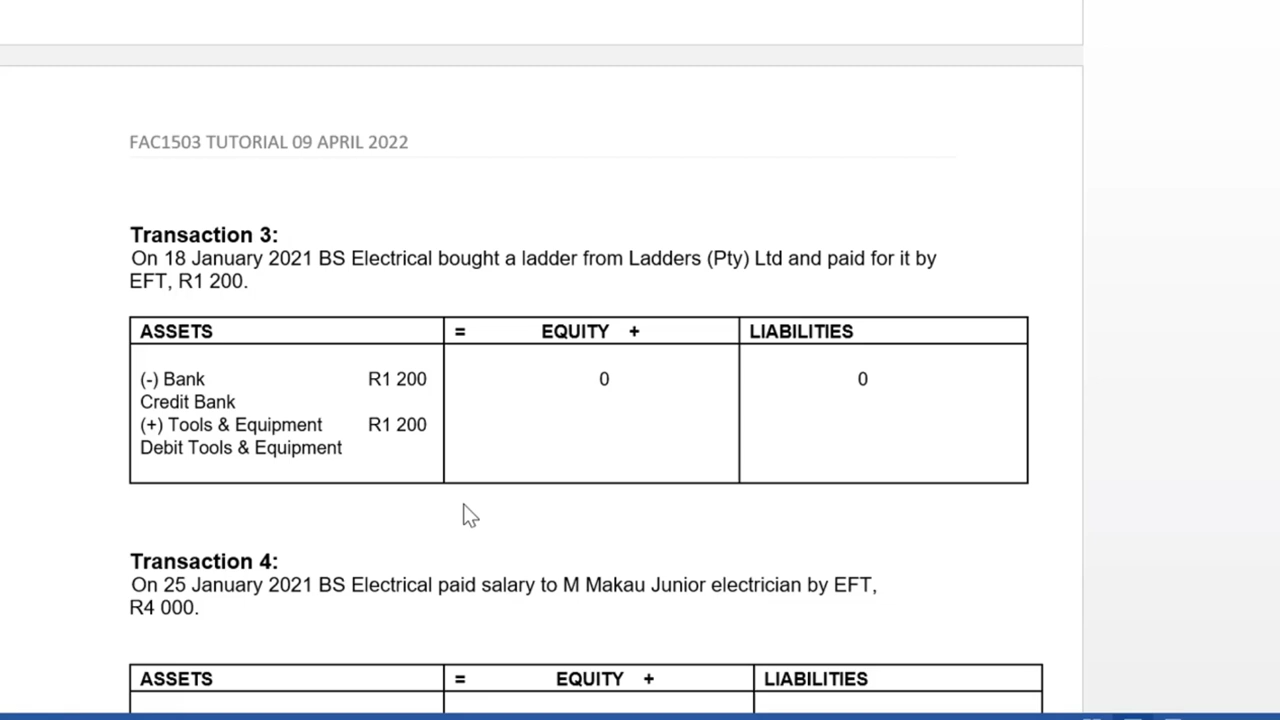 FAC1503 TUTORIAL 09 APRIL 2022
Transaction 3:
On 18 January 2021 BS Electrical bought a ladder from Ladders (Pty) Ltd and paid for it by
EFT, R1 200.
ASSETS = EQUITY + LIABILITIES
(-) Bank R1 200 0 0
Credit Bank
(+) Tools & Equipment R1 200
Debit Tools & Equipment
Transaction 4:
On 25 January 2021 BS Electrical paid salary to M Makau Junior electrician by EFT,
R4 000.
ASSETS = EQUITY + LIABILITIES